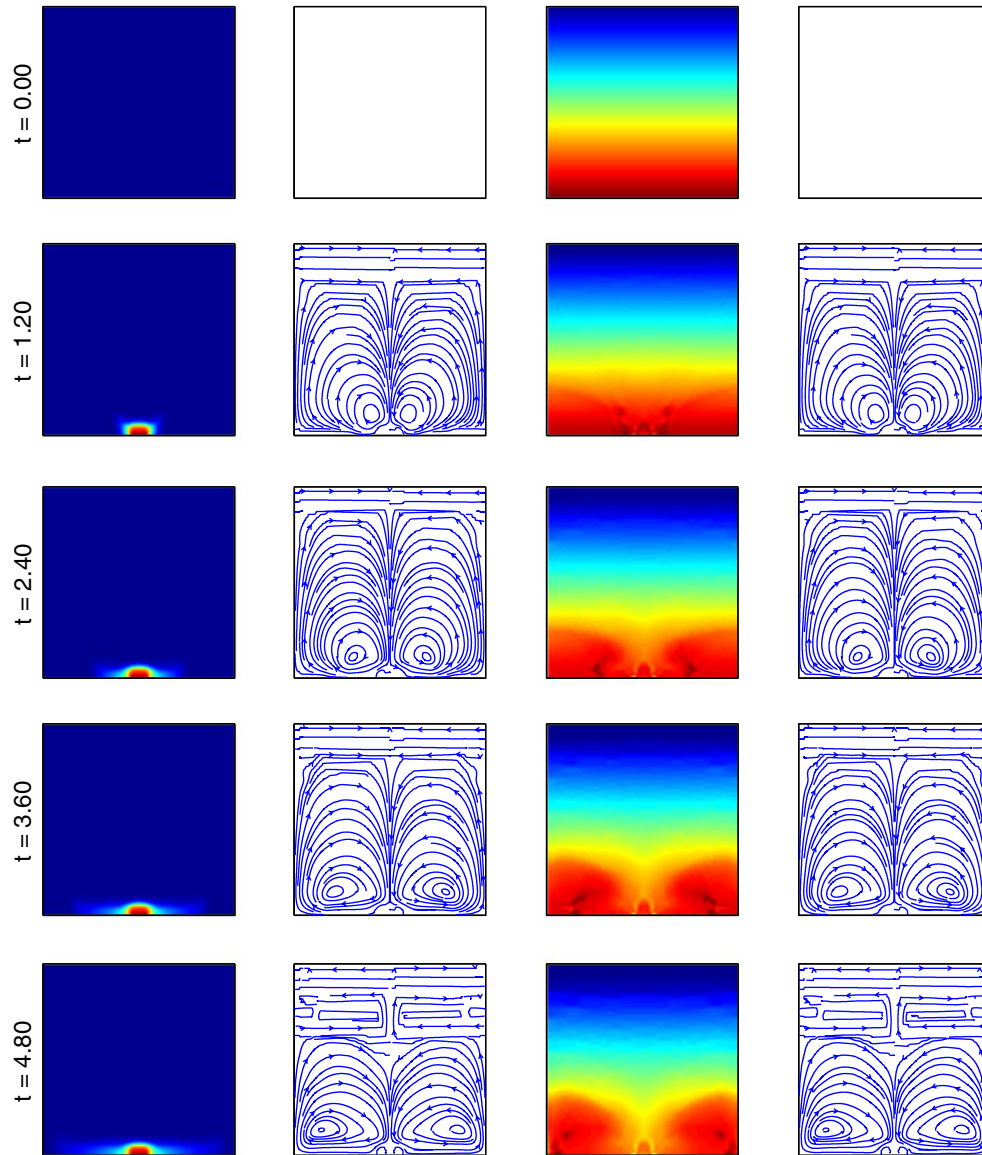 t = 0.00
t = 1.20
t = 2.40
t = 3.60
t = 4.80